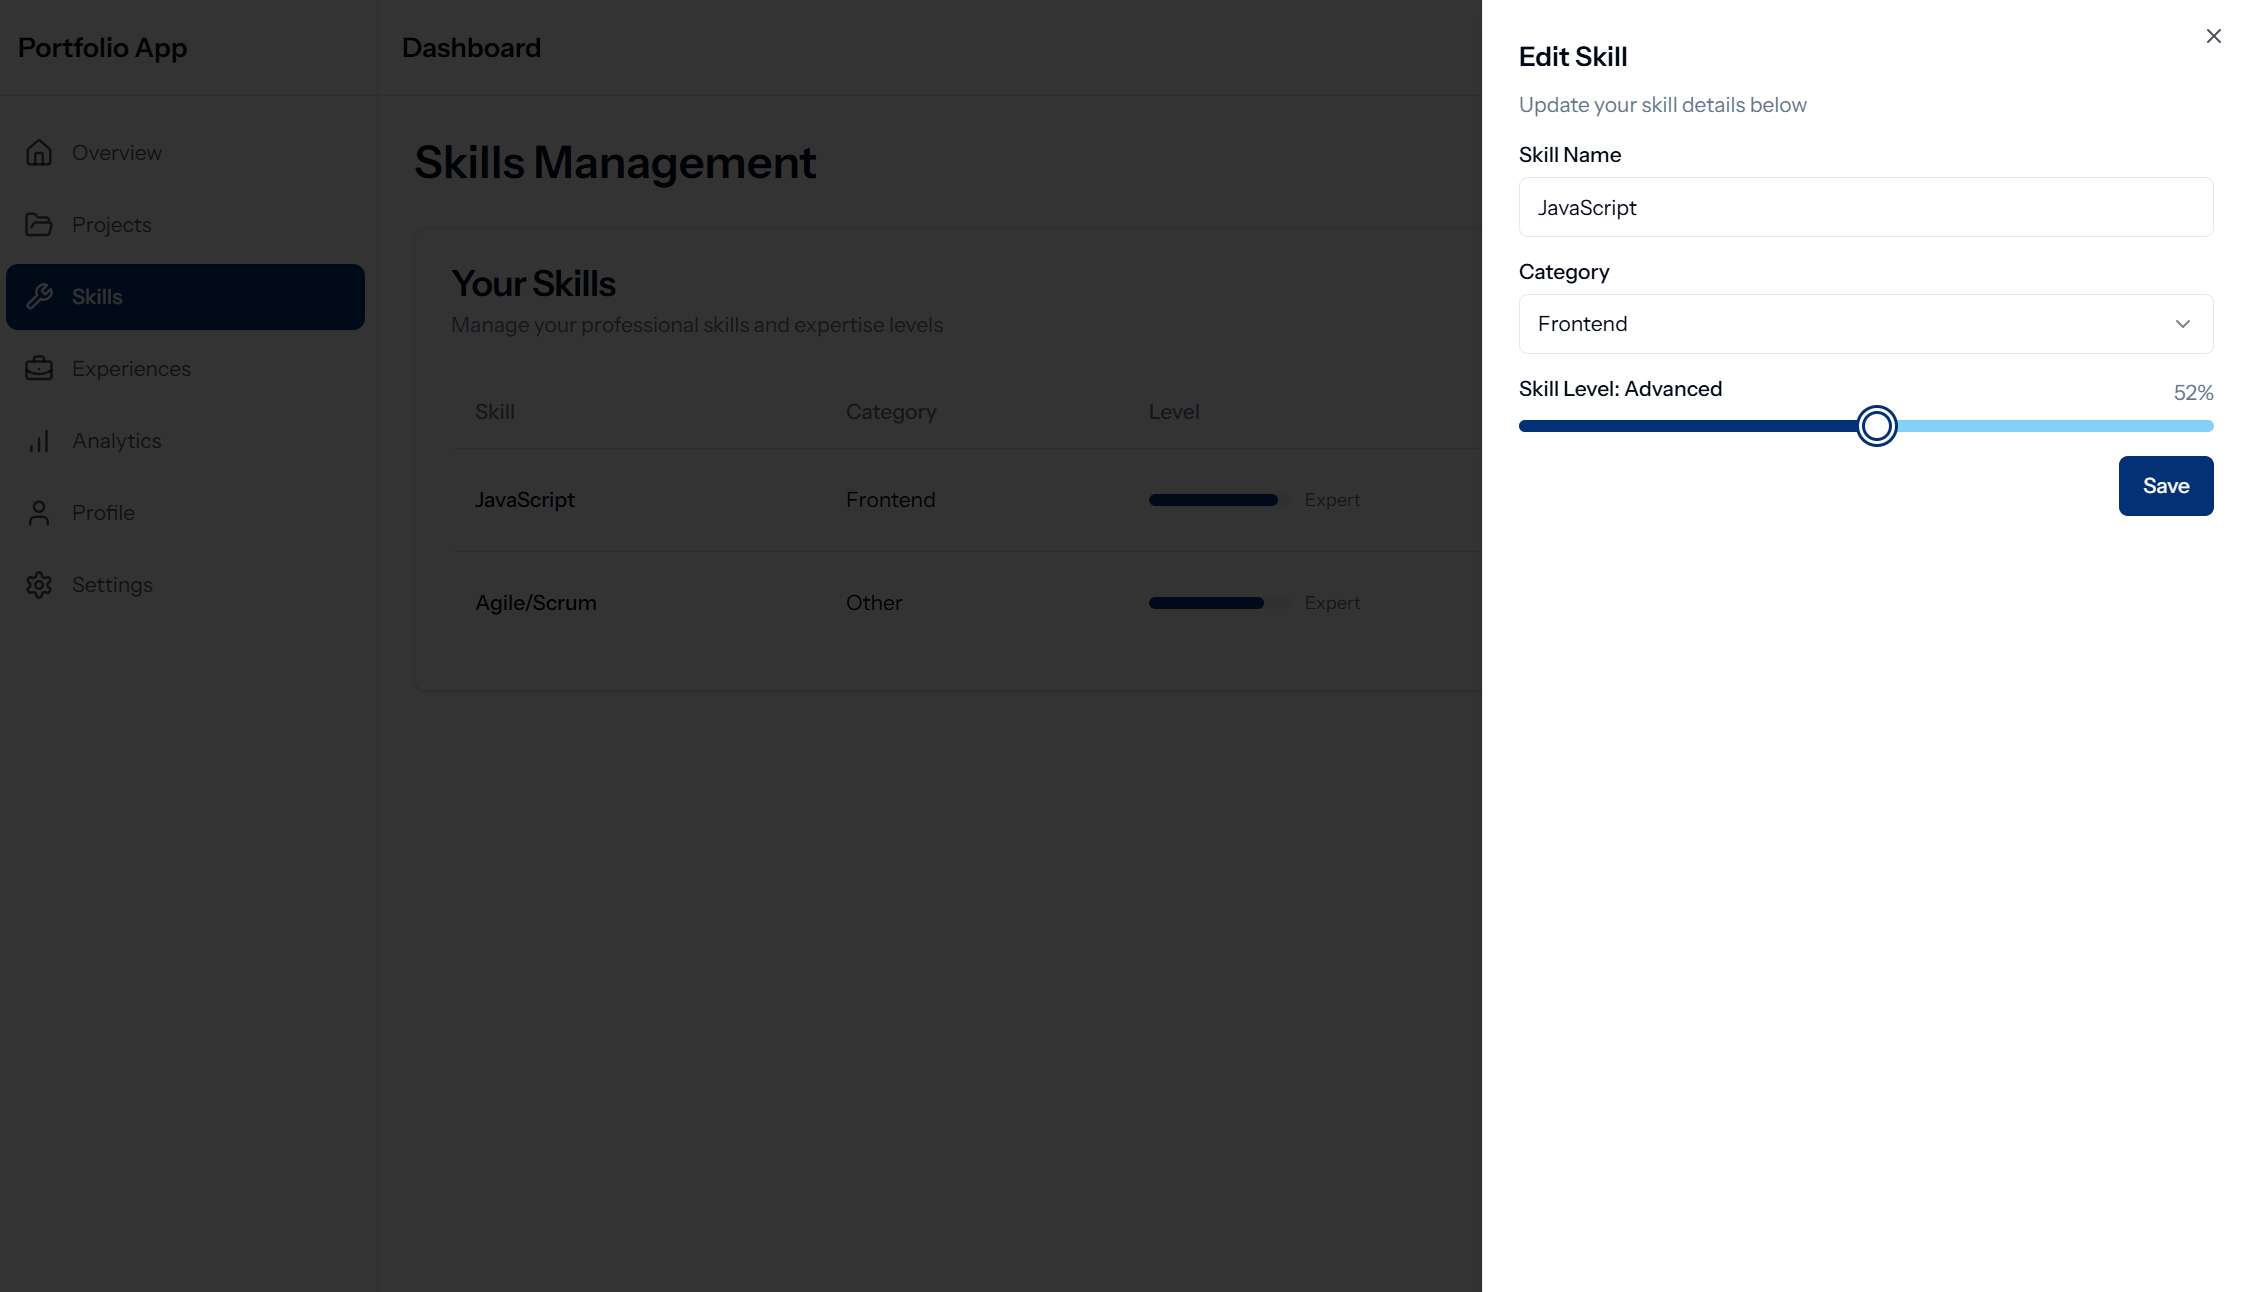 Portfolio App
Overview
Projects
Skills
Experiences
Analytics
Profile
Settings
Dashboard
Skills Management
Your Skills
Manage your professional skills and expertise levels
Skill Category Level
JavaScript Frontend Expert
Agile/Scrum Other Expert
Edit Skill
Update your skill details below
Skill Name
JavaScript
Category
Frontend
Skill Level: Advanced 52%
Save